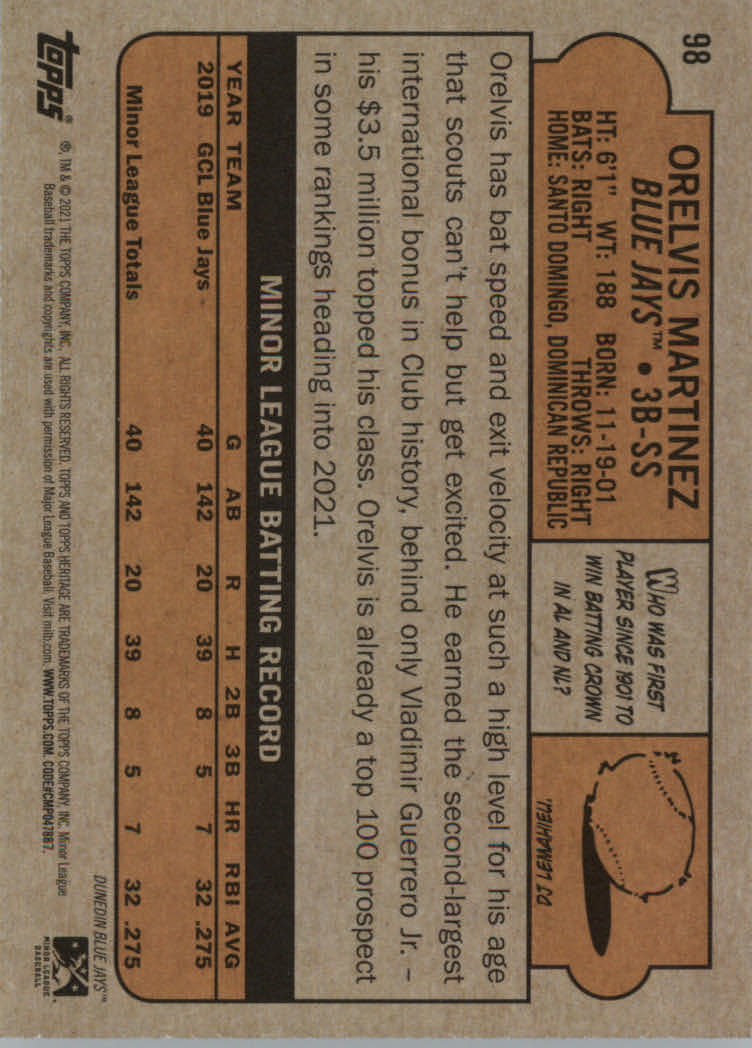 98
ORELVIS MARTINEZ
BLUE JAYS™ • 3B-SS
HT: 6'1" WT: 188 BORN: 11-19-01
BATS: RIGHT THROWS: RIGHT
HOME: SANTO DOMINGO, DOMINICAN REPUBLIC
WHO WAS FIRST
PLAYER SINCE 1901 TO
WIN BATTING CROWN
IN AL AND NL?
DJ LEMAHIEU.
Orelvis has bat speed and exit velocity at such a high level for his age
that scouts can't help but get excited. He earned the second-largest
international bonus in Club history, behind only Vladimir Guerrero Jr. –
his $3.5 million topped his class. Orelvis is already a top 100 prospect
in some rankings heading into 2021.
MINOR LEAGUE BATTING RECORD
YEAR TEAM G AB R H 2B 3B HR RBI AVG
2019 GCL Blue Jays 40 142 20 39 8 5 7 32 .275
Minor League Totals 40 142 20 39 8 5 7 32 .275
DUNEDIN BLUE JAYS™
topps®
®, TM & © 2021 THE TOPPS COMPANY, INC. ALL RIGHTS RESERVED. TOPPS AND TOPPS HERITAGE ARE TRADEMARKS OF THE TOPPS COMPANY, INC. Minor League
Baseball trademarks and copyrights are used with permission of Major League Baseball. Visit milb.com. WWW.TOPPS.COM. CODE#CMP047867.
MINOR LEAGUE
BASEBALL